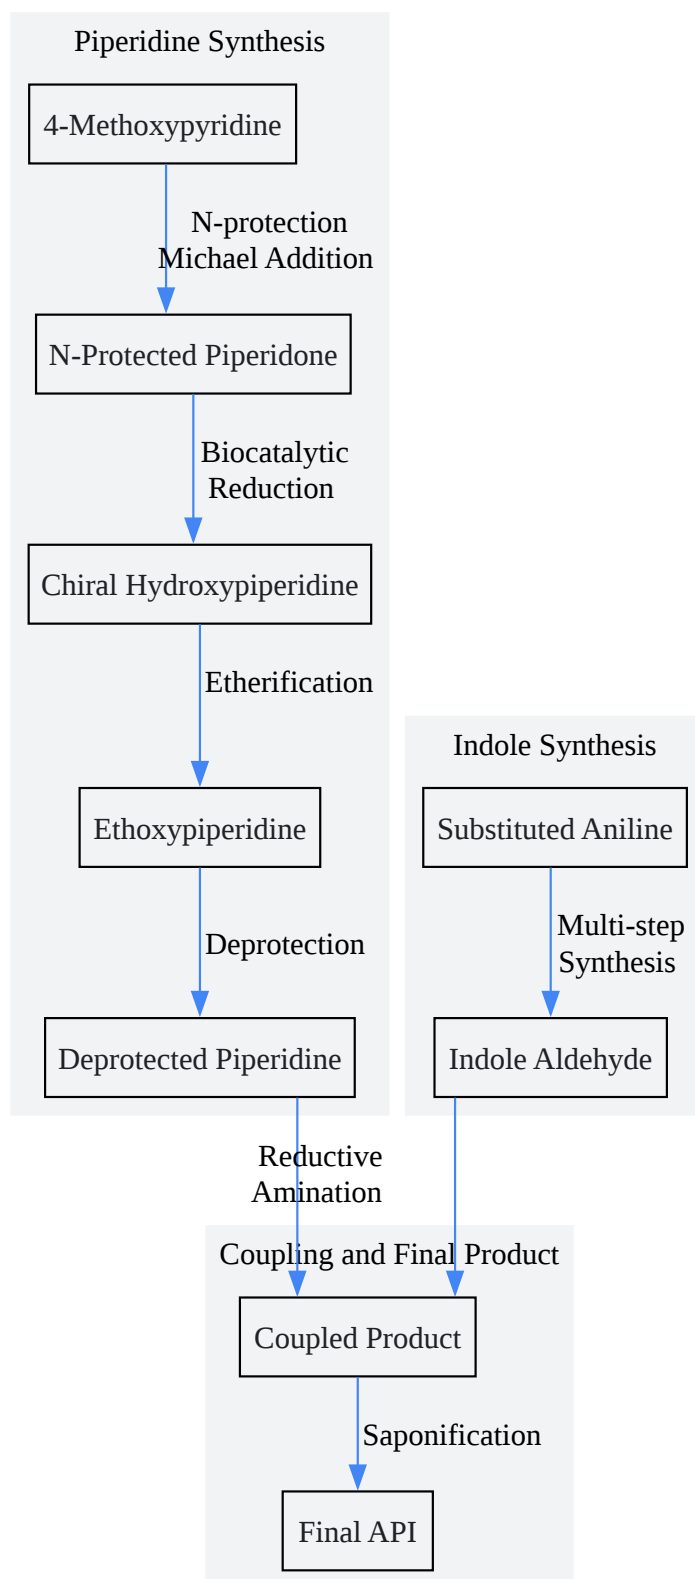 Piperidine Synthesis
4-Methoxypyridine
N-protection
Michael Addition
N-Protected Piperidone
Biocatalytic
Reduction
Chiral Hydroxypiperidine
Etherification
Ethoxypiperidine
Deprotection
Deprotected Piperidine
Indole Synthesis
Substituted Aniline
Multi-step
Synthesis
Indole Aldehyde
Reductive
Amination
Coupling and Final Product
Coupled Product
Saponification
Final API